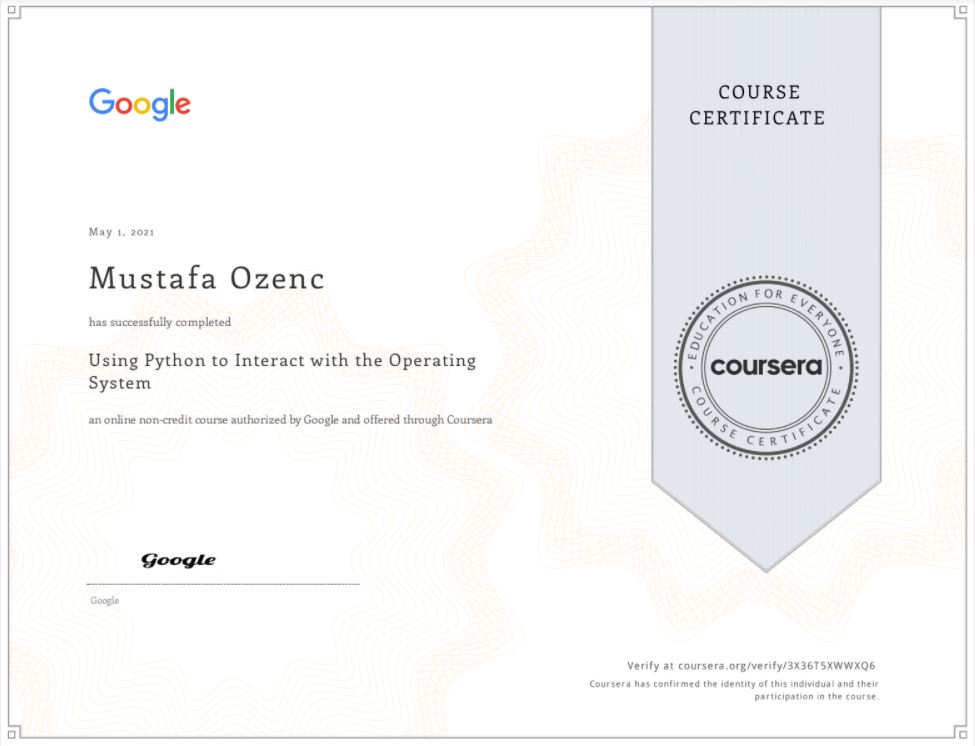 Google
COURSE
CERTIFICATE
May 1, 2021
Mustafa Ozenc
has successfully completed
Using Python to Interact with the Operating
System
an online non-credit course authorized by Google and offered through Coursera
EDUCATION FOR EVERYONE
coursera
COURSE CERTIFICATE
Google
Google
Verify at coursera.org/verify/3X36T5XWWXQ6
Coursera has confirmed the identity of this individual and their
participation in the course.